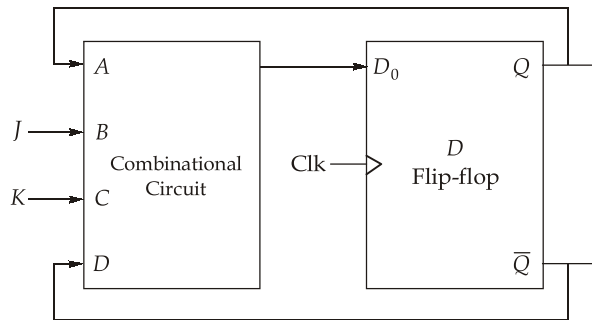 A
D₀
Q
J
B
D
Flip-flop
Combinational
Circuit
Clk
K
C
D
Q̅